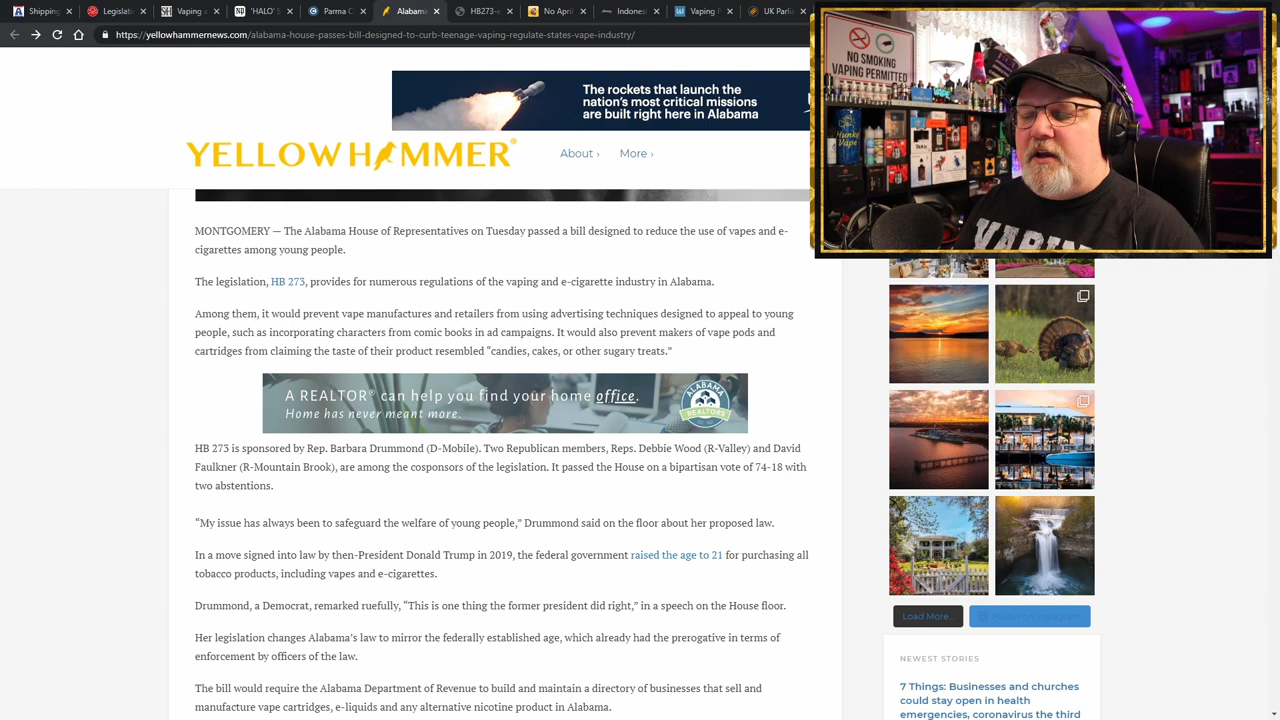 Shipping
Legislat
Vaping i
HHALD
Pamp
Alabam
Vaping
UK Parli
https://yellowhammernews.com/
to-curb-teenage-vaping-regulate-states-vape-industry/
The rockets that launch the
nation's most critical missions
are built right here in Alabama
YELLOWHAMMER
About ›
More ›
NO SMOKING
VAPING PERMITTED
VAPE
Hunky
Vape
VAPIN
MONTGOMERY — The Alabama House of Representatives on Tuesday passed a bill designed to reduce the use of vapes and e-
cigarettes among young people.
The legislation, HB 273, provides for numerous regulations of the vaping and e-cigarette industry in Alabama.
Among them, it would prevent vape manufactures and retailers from using advertising techniques designed to appeal to young
people, such as incorporating characters from comic books in ad campaigns. It would also prevent makers of vape pods and
cartridges from claiming the taste of their product resembled “candies, cakes, or other sugary treats.”
A REALTOR® can help you find your home office.
Home has never meant more.
ALABAMA
REALTORS
HB 273 is sponsored by Rep. Barbara Drummond (D-Mobile). Two Republican members, Reps. Debbie Wood (R-Valley) and David
Faulkner (R-Mountain Brook), are among the cosponsors of the legislation. It passed the House on a bipartisan vote of 74-18 with
two abstentions.
“My issue has always been to safeguard the welfare of young people,” Drummond said on the floor about her proposed law.
In a move signed into law by then-President Donald Trump in 2019, the federal government raised the age to 21 for purchasing all
tobacco products, including vapes and e-cigarettes.
Drummond, a Democrat, remarked ruefully, “This is one thing the former president did right,” in a speech on the House floor.
Her legislation changes Alabama’s law to mirror the federally established age, which already had the prerogative in terms of
enforcement by officers of the law.
The bill would require the Alabama Department of Revenue to build and maintain a directory of businesses that sell and
manufacture e-liquids and any alternative nicotine product in Alabama.
Load More...
Follow on Instagram
NEWEST STORIES
7 Things: Businesses and churches
could stay open in health
emergencies, coronavirus the third